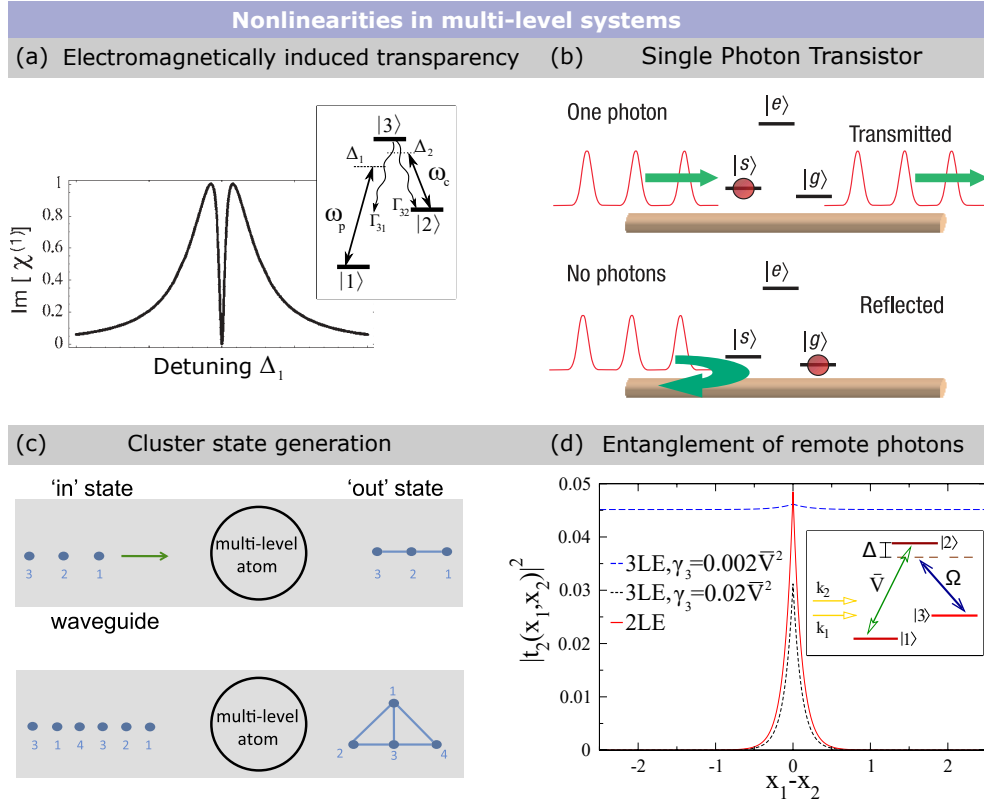 Nonlinearities in multi-level systems
(a) Electromagnetically induced transparency
Im [ χ⁽¹⁾]
1
0.8
0.6
0.4
0.2
0
Detuning Δ₁
|3⟩
Δ₁
Δ₂
ω_p
ω_c
Γ₃₁
Γ₃₂
|2⟩
|1⟩
(b) Single Photon Transistor
One photon
|e⟩
Transmitted
|s⟩
|g⟩
No photons
|e⟩
Reflected
|s⟩
|g⟩
(c) Cluster state generation
'in' state
'out' state
3 2 1
multi-level
atom
3 2 1
waveguide
3 1 4 3 2 1
multi-level
atom
1
2 3 4
(d) Entanglement of remote photons
|t₂(x₁,x₂)|²
0.05
0.04
0.03
0.02
0.01
0
-2 -1 0 1 2
x₁-x₂
3LE,γ₃=0.002V̄²
3LE,γ₃=0.02V̄²
2LE
Δ
|2⟩
V̄
Ω
k₂
k₁
|3⟩
|1⟩